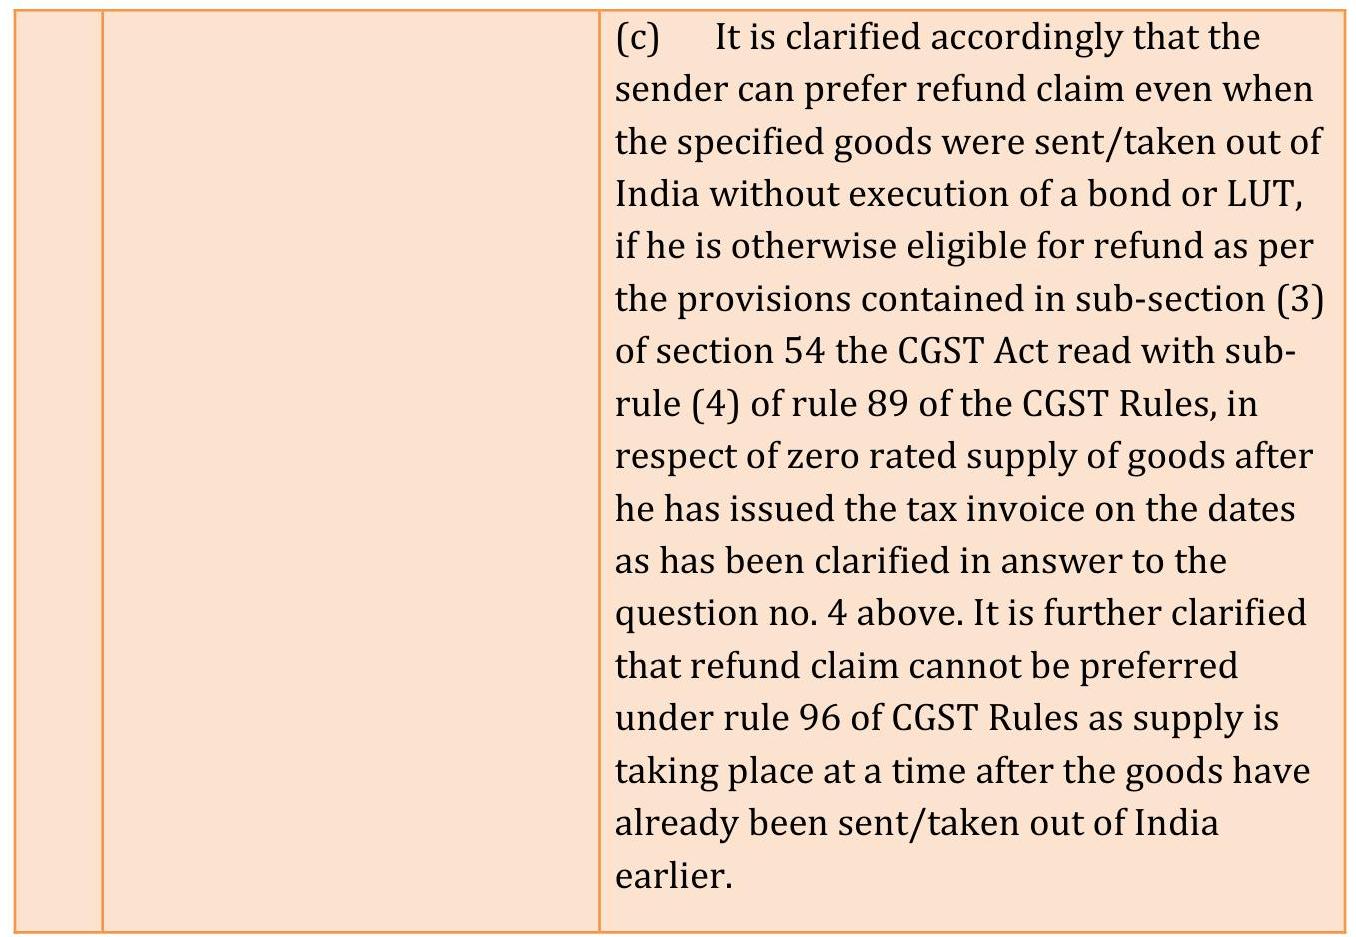 (c) It is clarified accordingly that the
sender can prefer refund claim even when
the specified goods were sent/taken out of
India without execution of a bond or LUT,
if he is otherwise eligible for refund as per
the provisions contained in sub-section (3)
of section 54 the CGST Act read with sub-
rule (4) of rule 89 of the CGST Rules, in
respect of zero rated supply of goods after
he has issued the tax invoice on the dates
as has been clarified in answer to the
question no. 4 above. It is further clarified
that refund claim cannot be preferred
under rule 96 of CGST Rules as supply is
taking place at a time after the goods have
already been sent/taken out of India
earlier.